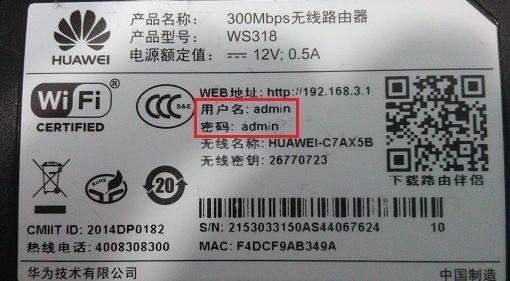 产品名称: 300Mbps无线路由器
产品型号: WS318
电源额定值: ⎓ 12V; 0.5A
HUAWEI
Wi Fi
CERTIFIED
CCC S&E
WEB地址: http://192.168.3.1
用户名: admin
密码: admin
无线名称: HUAWEI-C7AX5B
无线密钥: 26770723
下载路由伴侣
20
CMIIT ID: 2014DP0182
热线电话: 4008308300
S/N: 2153033150AS44067624 10
MAC: F4DCF9AB349A
华为技术有限公司
中国制造